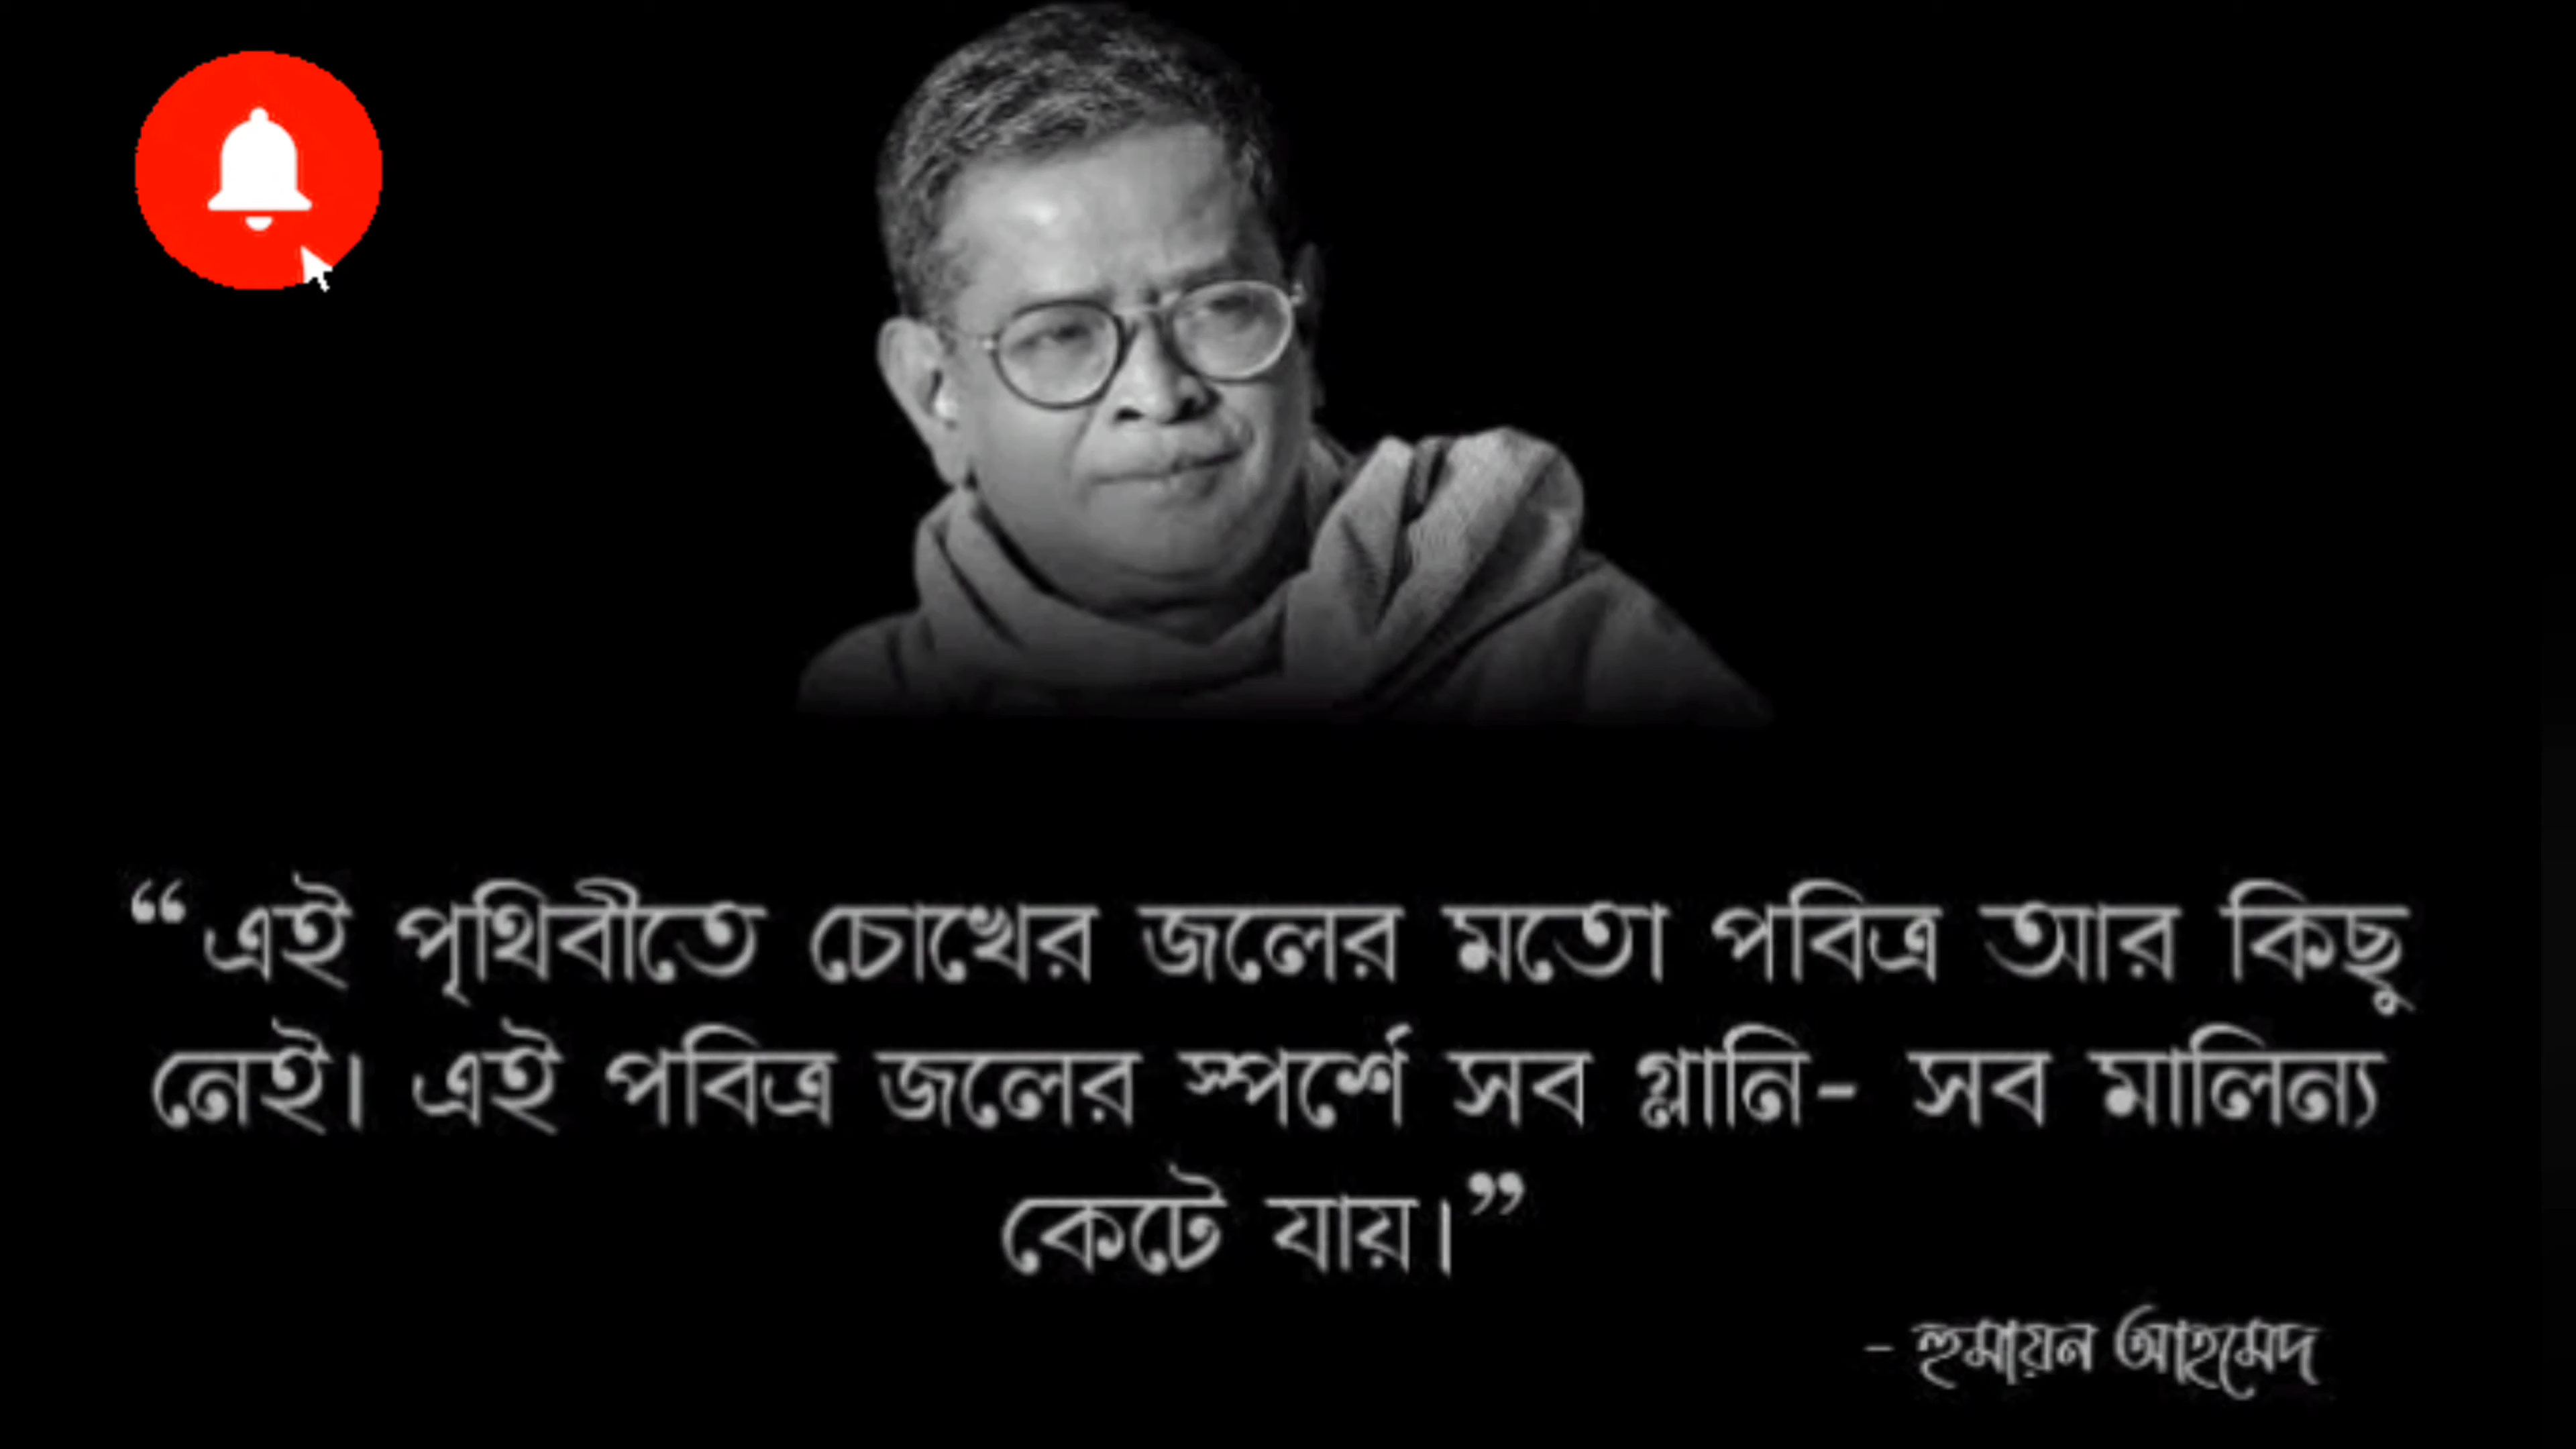 “এই পৃথিবীতে চোখের জলের মতো পবিত্র আর কিছু
নেই। এই পবিত্র জলের স্পর্শে সব গ্লানি- সব মালিন্য
কেটে যায়।”
- হুমায়ন আহমেদ